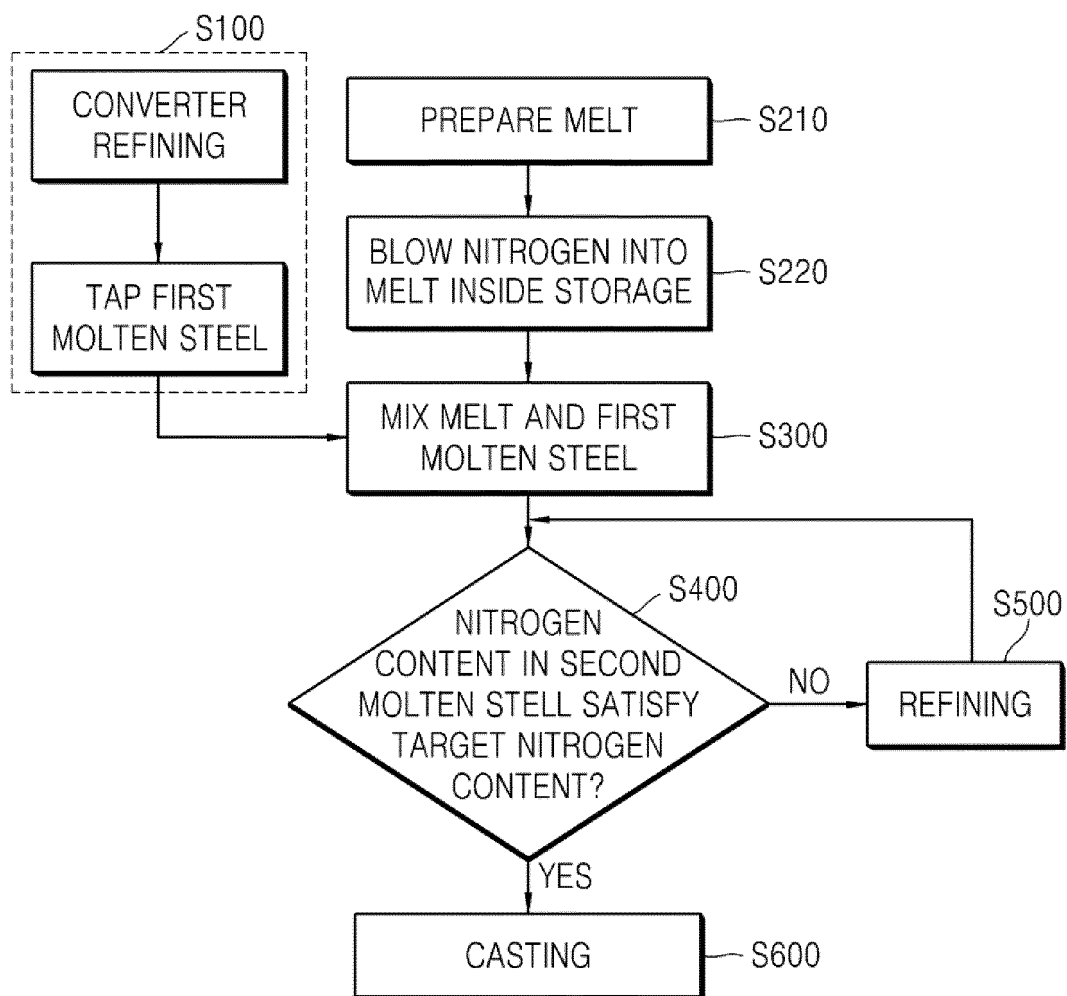 S100
CONVERTER
REFINING
TAP FIRST
MOLTEN STEEL
PREPARE MELT
S210
BLOW NITROGEN INTO
MELT INSIDE STORAGE
S220
MIX MELT AND FIRST
MOLTEN STEEL
S300
NITROGEN
CONTENT IN SECOND
MOLTEN STELL SATISFY
TARGET NITROGEN
CONTENT?
S400
NO
S500
REFINING
YES
CASTING
S600